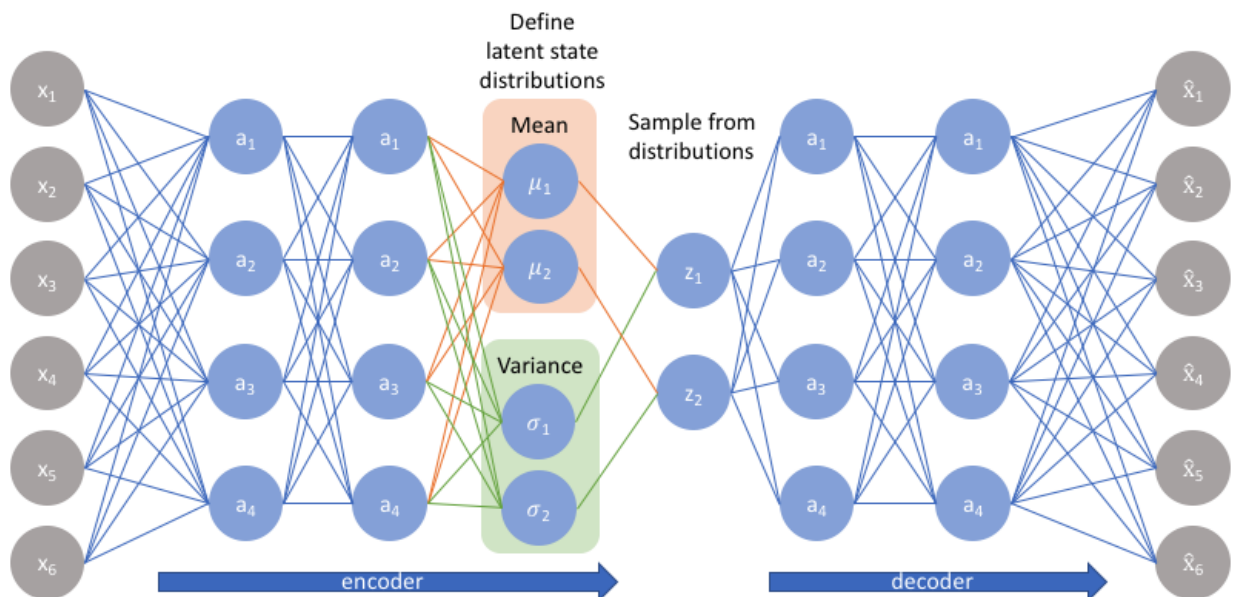 Define
latent state
distributions
Mean
Variance
Sample from
distributions
x₁
x₂
x₃
x₄
x₅
x₆
a₁
a₂
a₃
a₄
a₁
a₂
a₃
a₄
μ₁
μ₂
σ₁
σ₂
z₁
z₂
a₁
a₂
a₃
a₄
a₁
a₂
a₃
a₄
x̂₁
x̂₂
x̂₃
x̂₄
x̂₅
x̂₆
encoder
decoder